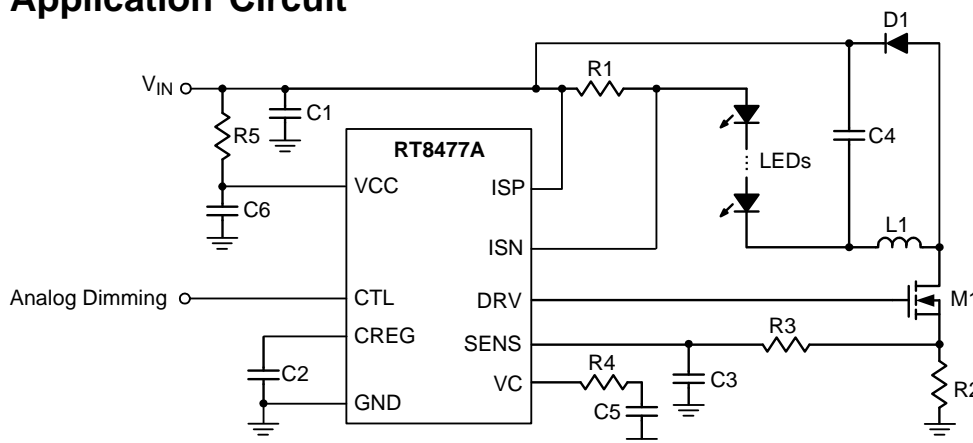 Application Circuit
D1
VIN
R1
C1
R5
C4
RT8477A
LEDs
VCC
ISP
C6
L1
ISN
Analog Dimming
CTL
DRV
M1
CREG
SENS
R3
C2
VC
R4
C3
R2
GND
C5